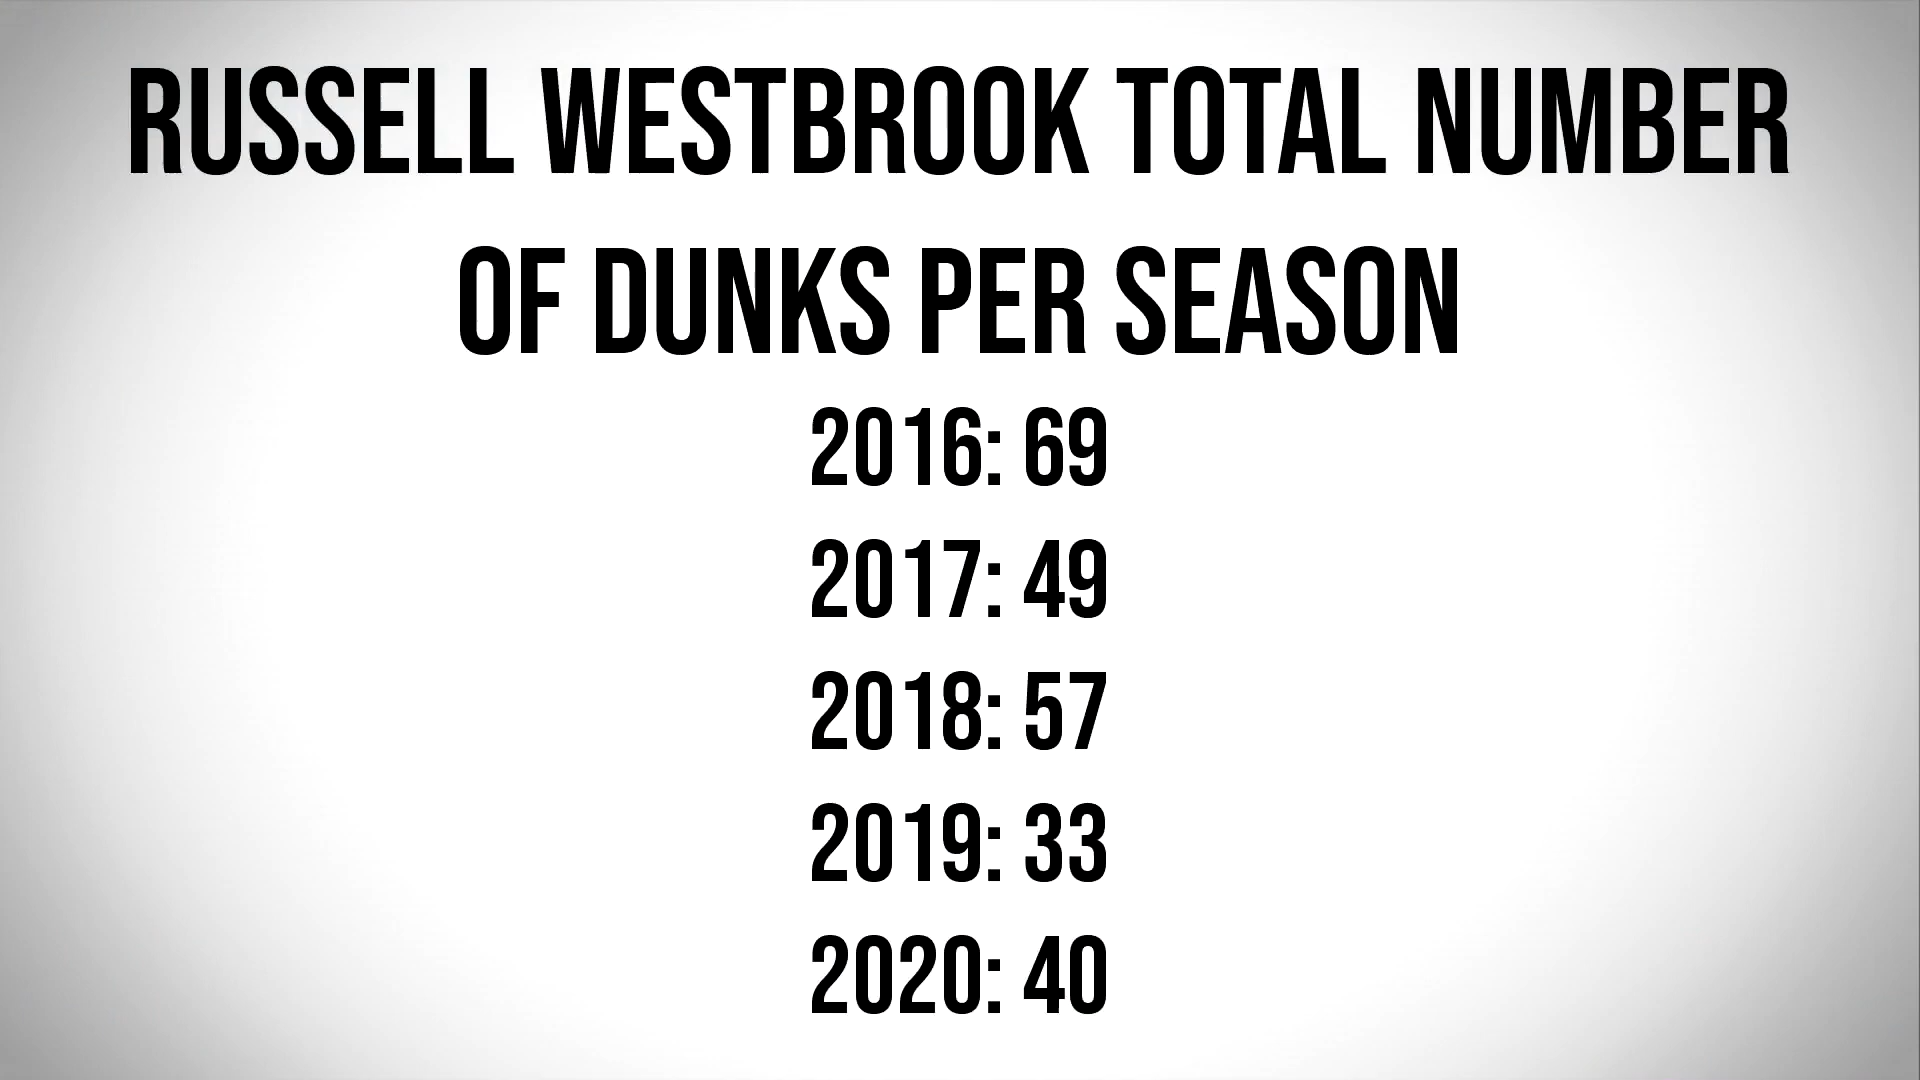 RUSSELL WESTBROOK TOTAL NUMBER
OF DUNKS PER SEASON
2016: 69
2017: 49
2018: 57
2019: 33
2020: 40